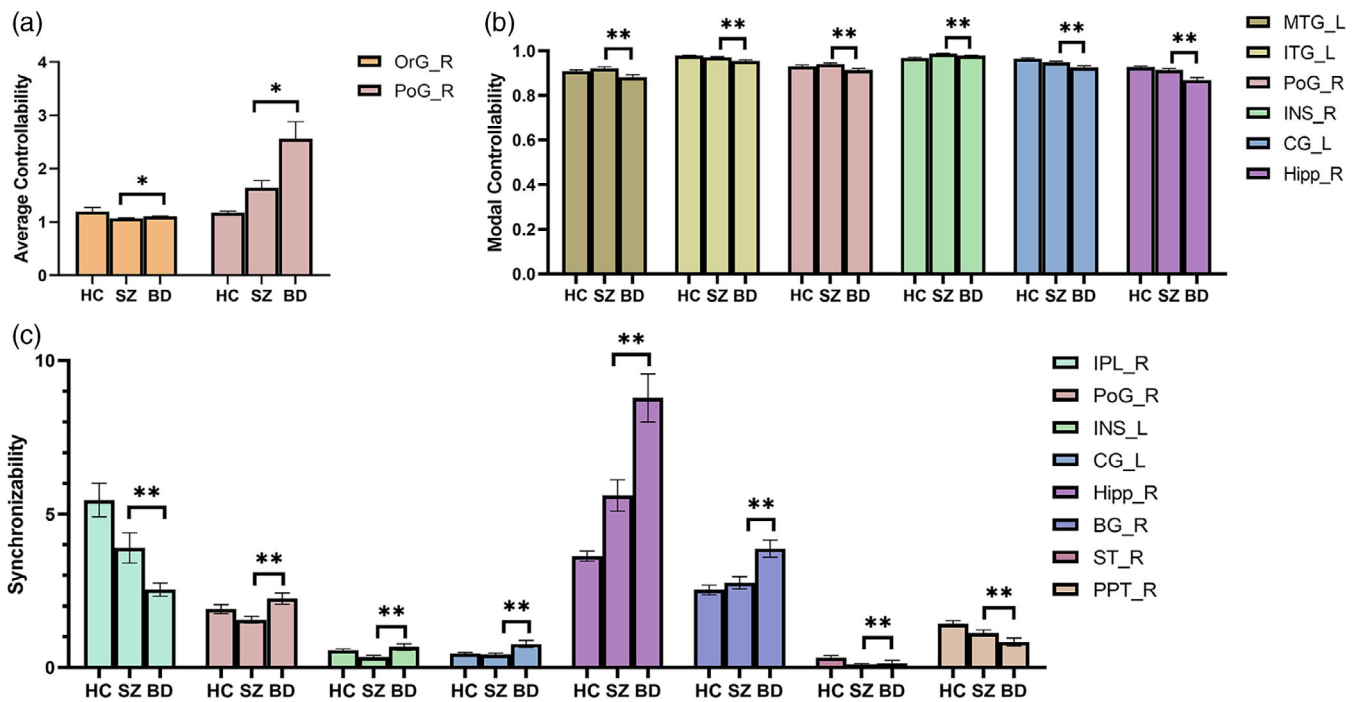 (a)
Average Controllability
4
3
2
1
0
*
*
HC SZ BD
HC SZ BD
OrG_R
PoG_R
(b)
Modal Controllability
1.0
0.8
0.6
0.4
0.2
0.0
** ** ** ** ** **
HC SZ BD HC SZ BD HC SZ BD HC SZ BD HC SZ BD HC SZ BD
MTG_L
ITG_L
PoG_R
INS_R
CG_L
Hipp_R
(c)
Synchronizability
10
5
0
** ** ** ** ** ** ** **
HC SZ BD HC SZ BD HC SZ BD HC SZ BD HC SZ BD HC SZ BD HC SZ BD HC SZ BD
IPL_R
PoG_R
INS_L
CG_L
Hipp_R
BG_R
ST_R
PPT_R